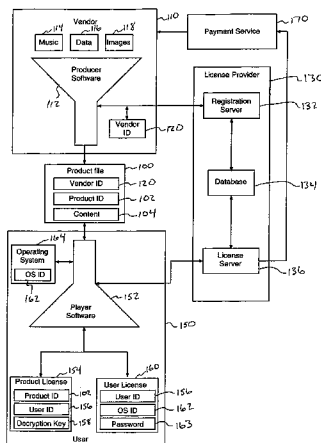 Vendor
110
114
116
118
Music
Data
Images
Producer
Software
112
Vendor
ID
120
Payment Service
170
License Provider
130
Registration
Server
132
Database
134
License
Server
136
100
Product file
Vendor ID
120
Product ID
102
Content
104
164
Operating
System
OS ID
162
Player
Software
152
150
154
Product License
Product ID
102
User ID
156
Decryption Key
158
160
User License
User ID
156
OS ID
162
Password
163
User